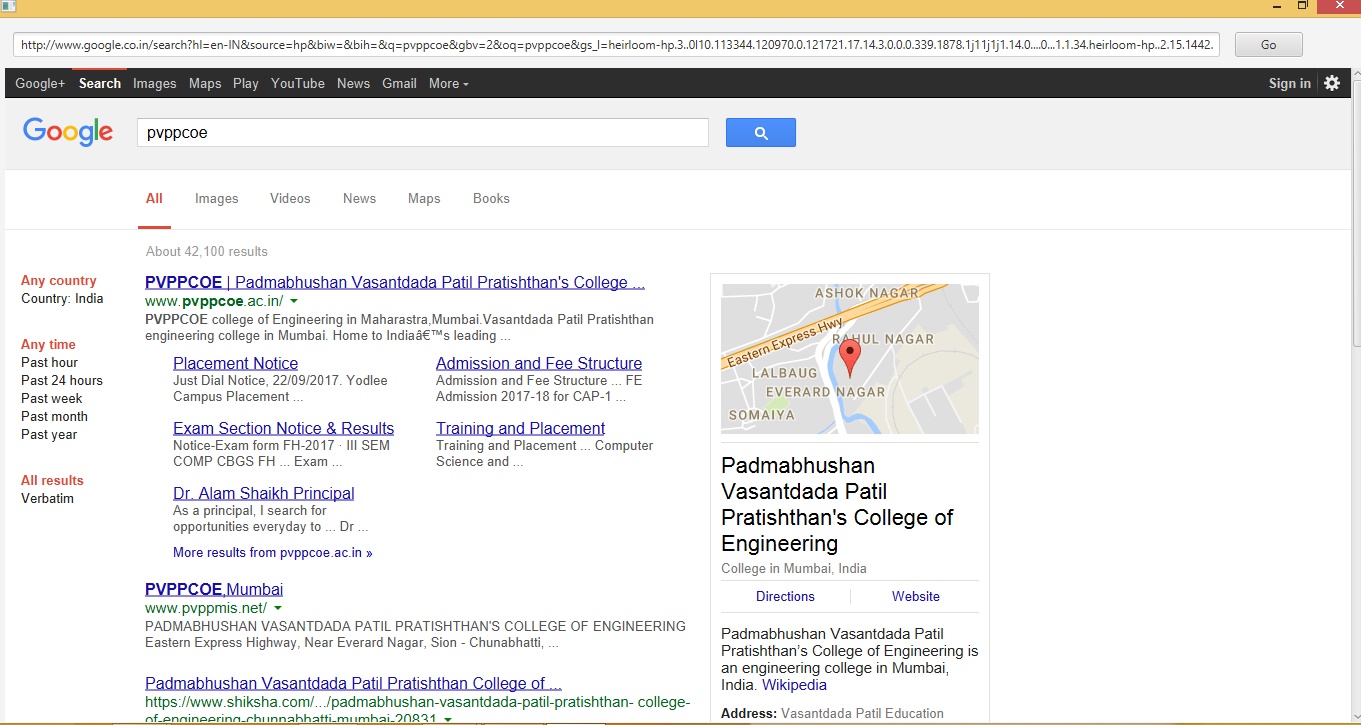 http://www.google.co.in/search?hl=en-IN&source=hp&biw=&bih=&q=pvppcoe&gbv=2&oq=pvppcoe&gs_l=heirloom-hp.3..0l10.113344.120970.0.121721.17.14.3.0.0.0.339.1878.1j11j1j1.14.0....0...1.1.34.heirloom-hp..2.15.1442. Go
Google+ Search Images Maps Play YouTube News Gmail More Sign in
Google pvppcoe
All Images Videos News Maps Books
About 42,100 results
Any country
Country: India
Any time
Past hour
Past 24 hours
Past week
Past month
Past year
All results
Verbatim
PVPPCOE | Padmabhushan Vasantdada Patil Pratishthan's College ...
www.pvppcoe.ac.in/
PVPPCOE college of Engineering in Maharastra,Mumbai.Vasantdada Patil Pratishthan
engineering college in Mumbai. Home to Indiaâ€™s leading ...
Placement Notice
Just Dial Notice, 22/09/2017. Yodlee
Campus Placement ...
Admission and Fee Structure
Admission and Fee Structure ... FE
Admission 2017-18 for CAP-1 ...
Exam Section Notice & Results
Notice-Exam form FH-2017 · III SEM
COMP CBGS FH ... Exam ...
Training and Placement
Training and Placement ... Computer
Science and ...
Dr. Alam Shaikh Principal
As a principal, I search for
opportunities everyday to ... Dr ...
More results from pvppcoe.ac.in »
PVPPCOE,Mumbai
www.pvppmis.net/
PADMABHUSHAN VASANTDADA PATIL PRATISHTHAN'S COLLEGE OF ENGINEERING
Eastern Express Highway, Near Everard Nagar, Sion - Chunabhatti, ...
Padmabhushan Vasantdada Patil Pratishthan College of ...
https://www.shiksha.com/.../padmabhushan-vasantdada-patil-pratishthan- college-
of-engineering-chunnabhatti-mumbai-20831
ASHOK NAGAR
Eastern Express Hwy
RAHUL NAGAR
LALBAUG
EVERARD NAGAR
SOMAIYA
Padmabhushan
Vasantdada Patil
Pratishthan's College of
Engineering
College in Mumbai, India
Directions Website
Padmabhushan Vasantdada Patil
Pratishthan's College of Engineering is
an engineering college in Mumbai,
India. Wikipedia
Address: Vasantdada Patil Education